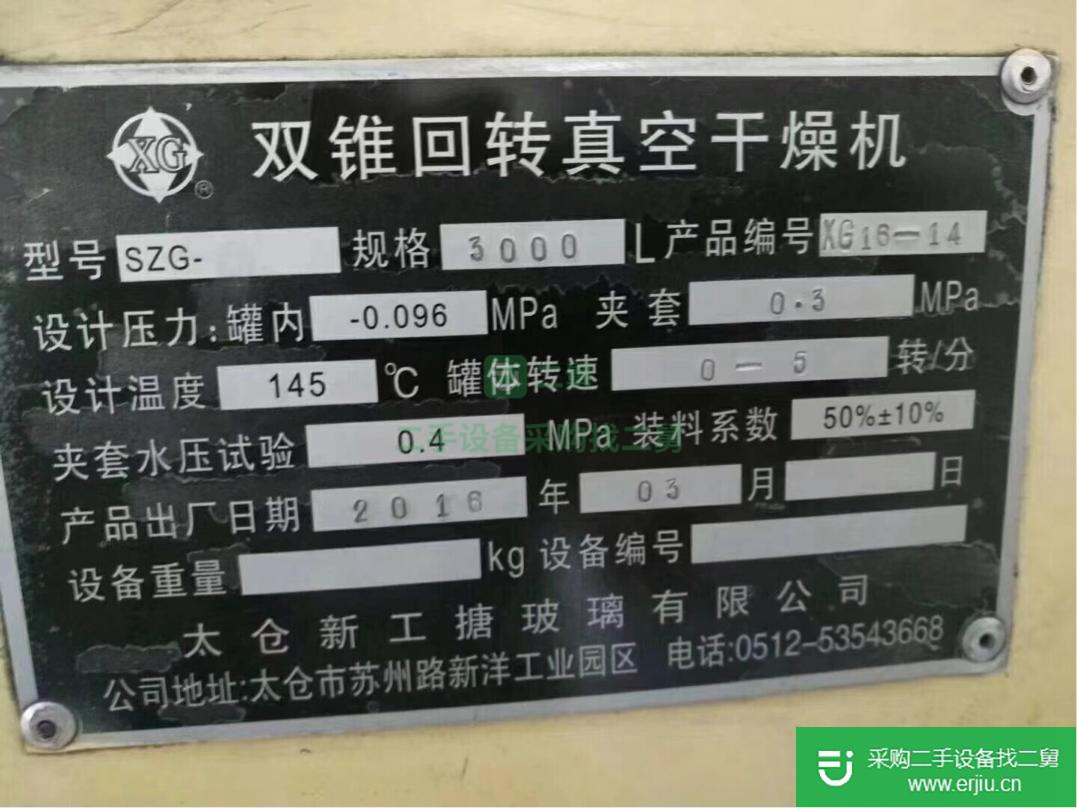 XG ® 双锥回转真空干燥机
型号 SZG- 规格 3000 L 产品编号 XG16-14
设计压力:罐内 -0.096 MPa 夹套 0.3 MPa
设计温度 145 ℃ 罐体转速 0-5 转/分
夹套水压试验 0.4 MPa 装料系数 50%±10%
二手设备采购找二舅
产品出厂日期 2016 年 03 月 日
设备重量 kg 设备编号
太仓新工搪玻璃有限公司
公司地址:太仓市苏州路新洋工业园区 电话:0512-53543668
采购二手设备找二舅
www.erjiu.cn